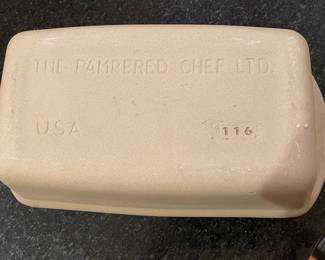 THE PAMPERED CHEF LTD.
USA 116